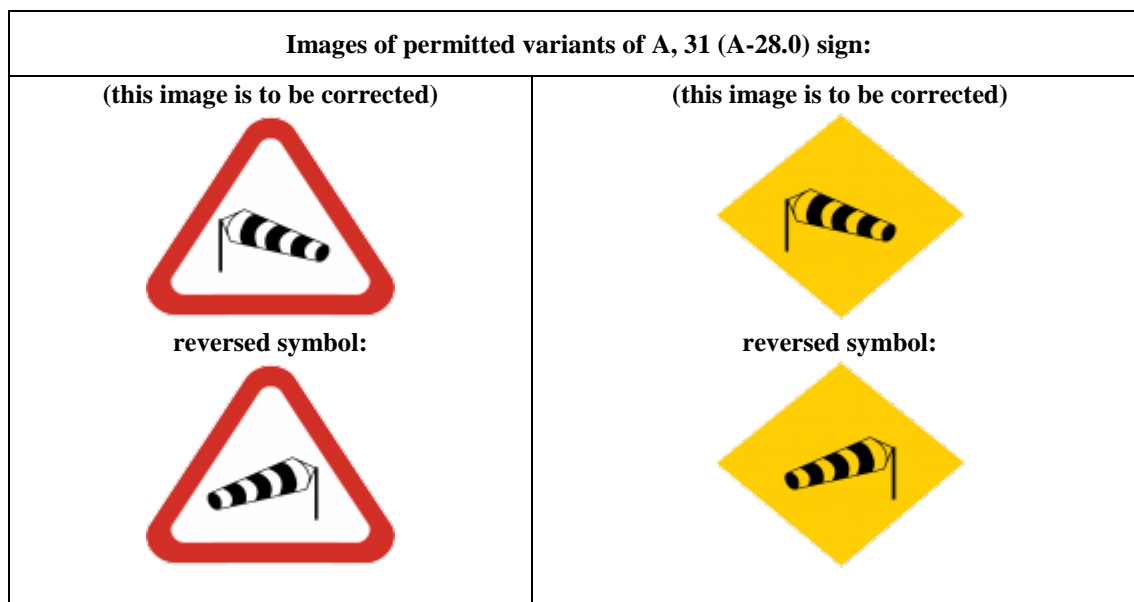 Images of permitted variants of A, 31 (A-28.0) sign:
(this image is to be corrected)
(this image is to be corrected)
reversed symbol:
reversed symbol: